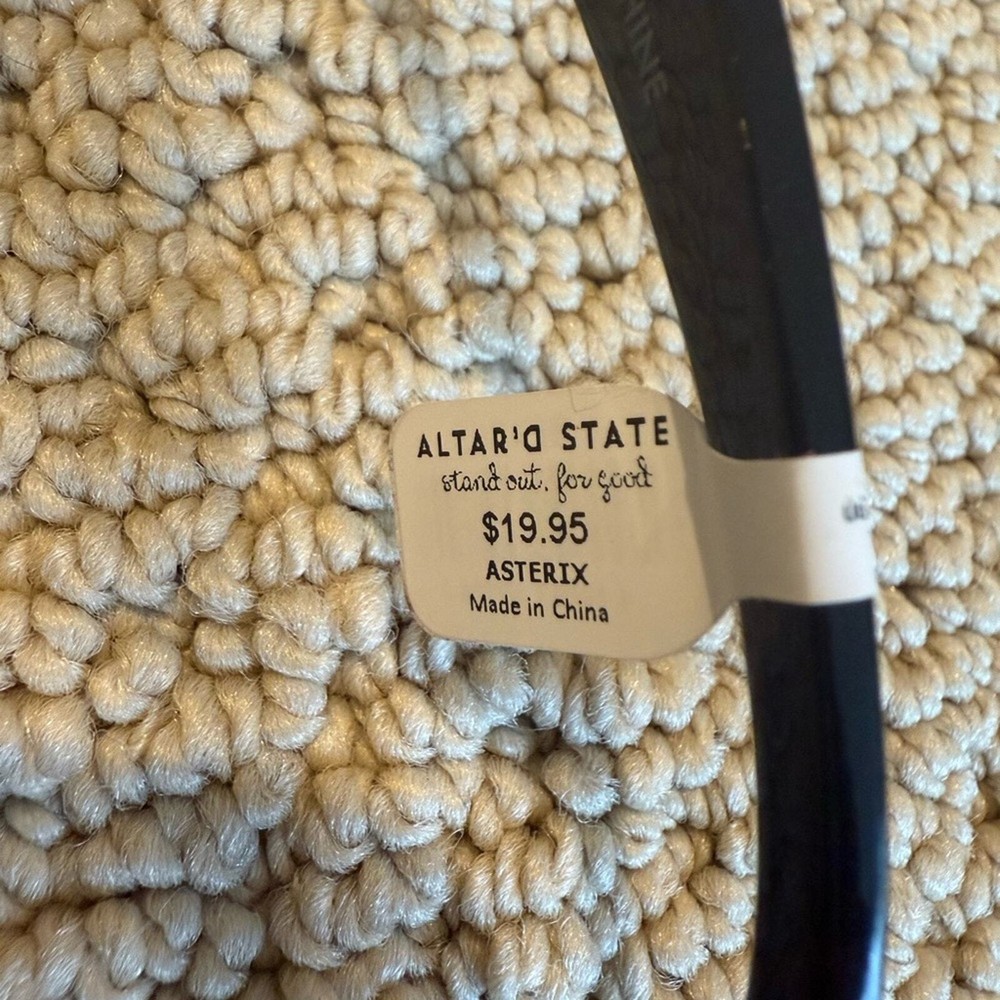 ALTAR'D STATE
stand out. for good
$19.95
ASTERIX
Made in China